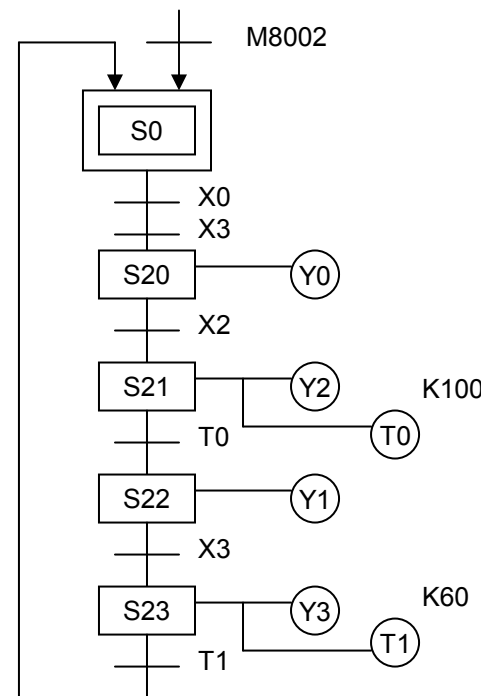 M8002
S0
X0
X3
S20 Y0
X2
S21 Y2 K100
T0
T0
S22 Y1
X3
S23 Y3 K60
T1
T1